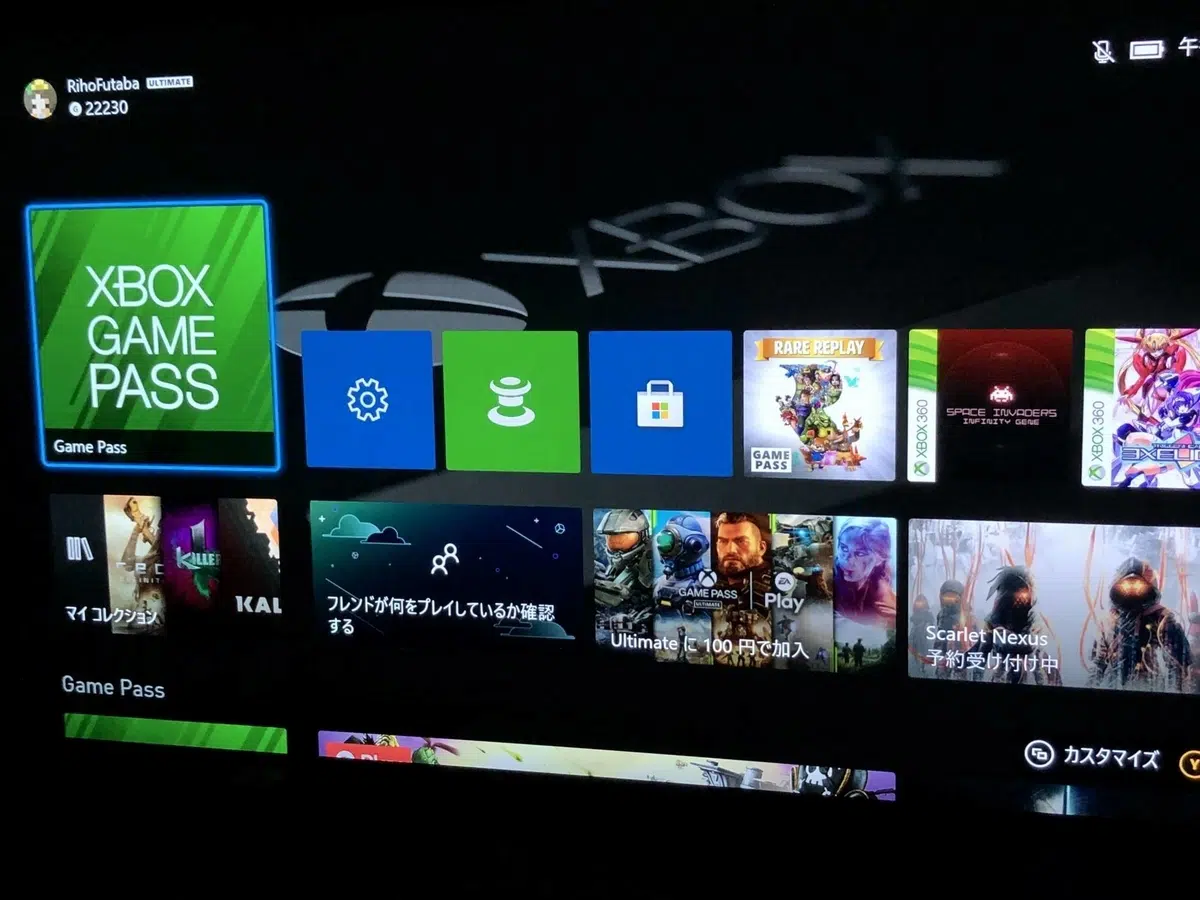 RihoFutaba ULTIMATE
G 22230
午
XBOX
XBOX
GAME
PASS
Game Pass
RARE REPLAY
GAME
PASS
XBOX 360
SPACE INVADERS
INFINITY GENE
XBOX 360
マイ コレクション
KILLER
KAL
フレンドが何をプレイしているか確認
する
GAME PASS
ULTIMATE
EA
Play
Ultimate に 100 円で加入
Scarlet Nexus
予約受け付け中
Game Pass
カスタマイズ
Y